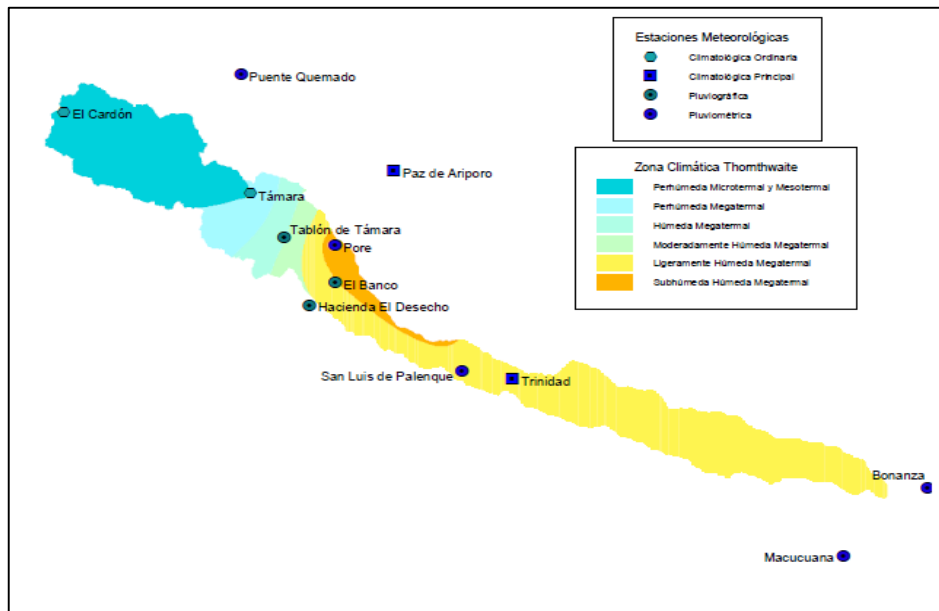 Estaciones Meteorológicas
Climatológica Ordinaria
Climatológica Principal
Pluviográfica
Pluviométrica
Zona Climática Thornthwaite
Perhúmeda Microtermal y Mesotermal
Perhúmeda Megatermal
Húmeda Megatermal
Moderadamente Húmeda Megatermal
Ligeramente Húmeda Megatermal
Subhúmeda Húmeda Megatermal
Puente Quemado
El Cardón
Paz de Ariporo
Támara
Tablón de Támara
Pore
El Banco
Hacienda El Desecho
San Luis de Palenque
Trinidad
Bonanza
Macucuana